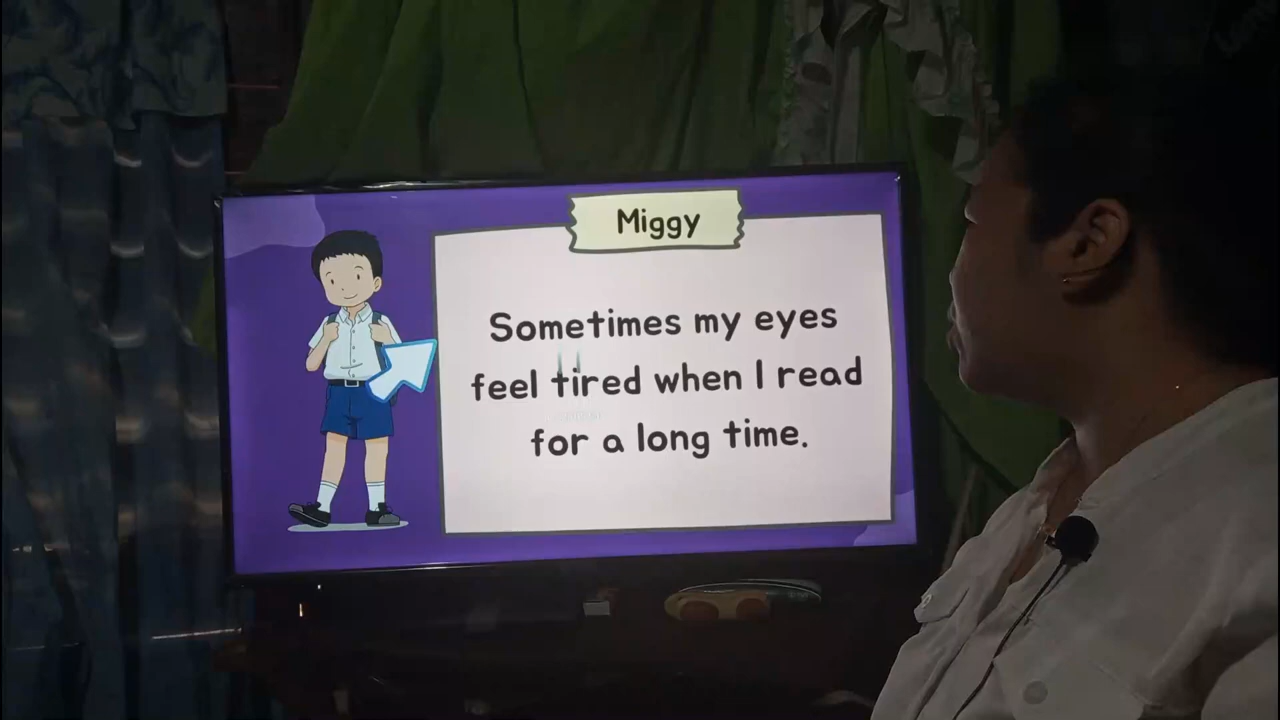 Miggy
Sometimes my eyes
feel tired when I read
for a long time.